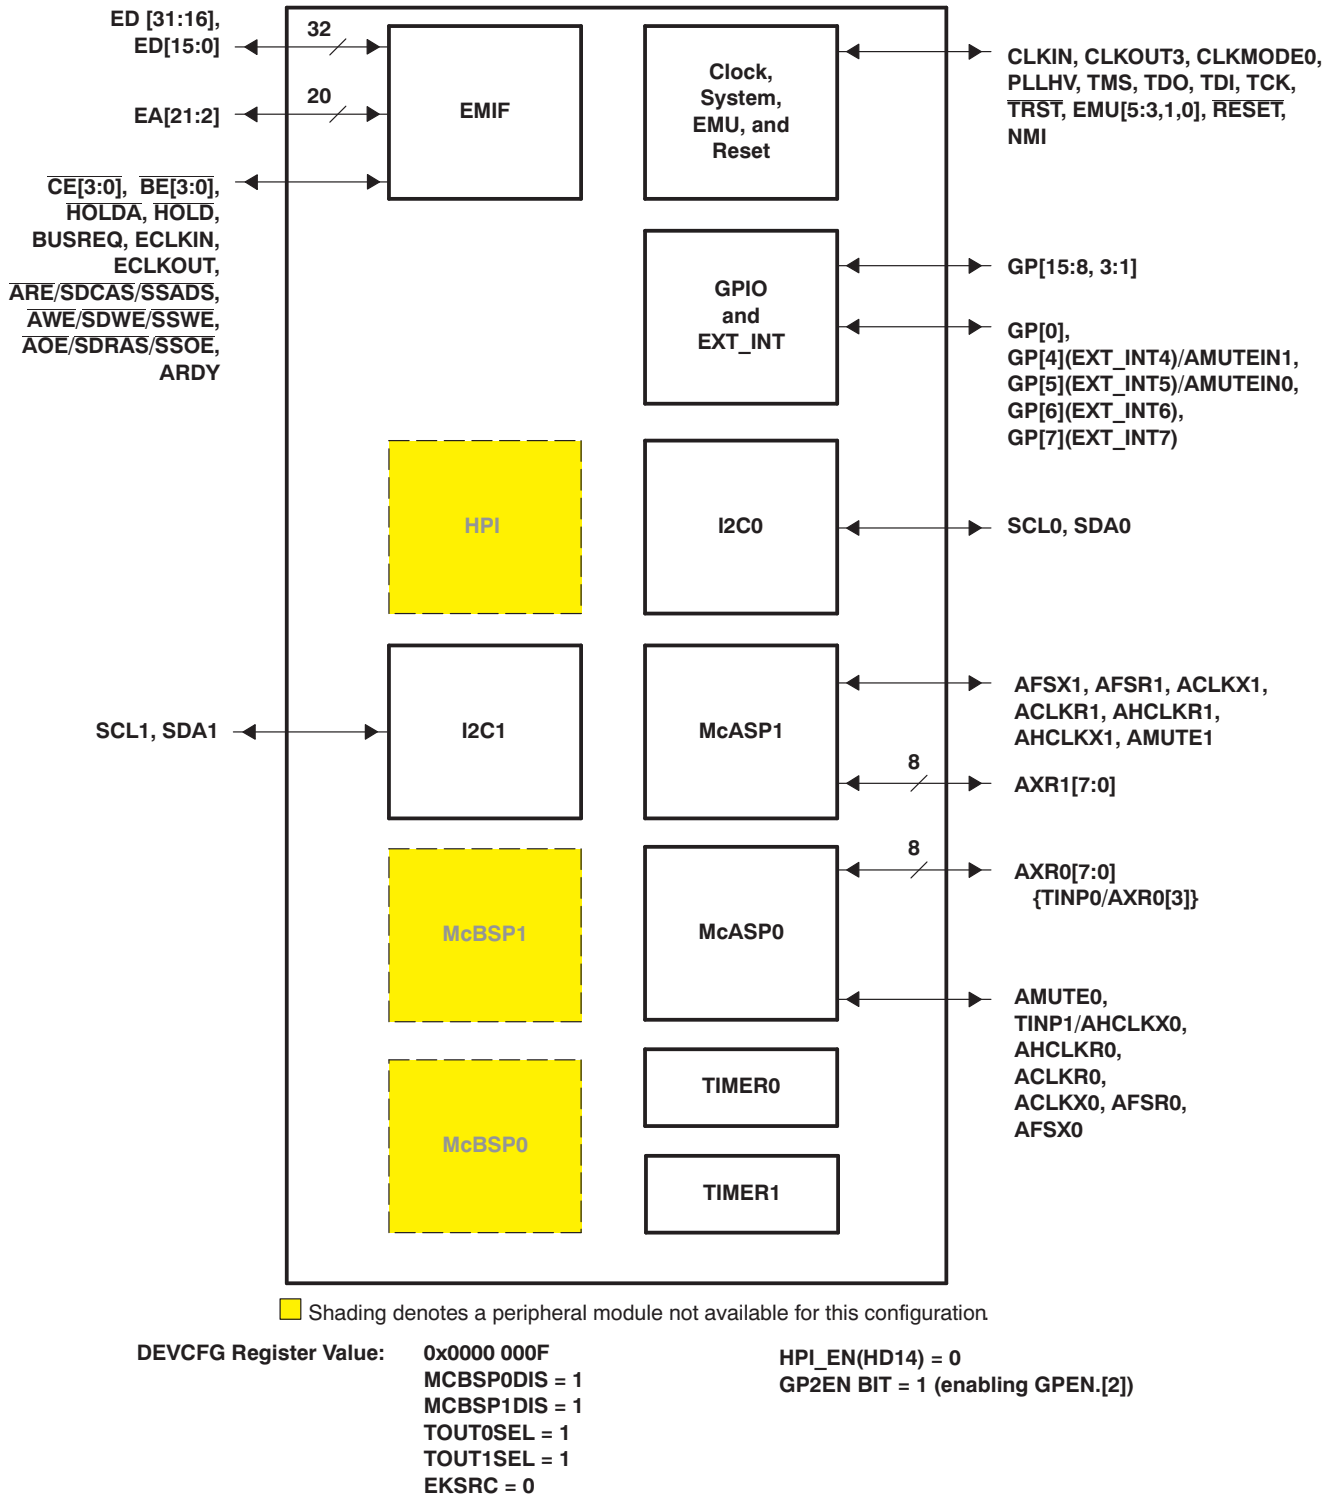 ED [31:16],
ED[15:0]
32
EA[21:2]
20
CE[3:0], BE[3:0],
HOLDA, HOLD,
BUSREQ, ECLKIN,
ECLKOUT,
ARE/SDCAS/SSADS,
AWE/SDWE/SSWE,
AOE/SDRAS/SSOE,
ARDY
EMIF
Clock,
System,
EMU, and
Reset
CLKIN, CLKOUT3, CLKMODE0,
PLLHV, TMS, TDO, TDI, TCK,
TRST, EMU[5:3,1,0], RESET,
NMI
GPIO
and
EXT_INT
GP[15:8, 3:1]
GP[0],
GP[4](EXT_INT4)/AMUTEIN1,
GP[5](EXT_INT5)/AMUTEIN0,
GP[6](EXT_INT6),
GP[7](EXT_INT7)
HPI
I2C0
SCL0, SDA0
SCL1, SDA1
I2C1
McASP1
AFSX1, AFSR1, ACLKX1,
ACLKR1, AHCLKR1,
AHCLKX1, AMUTE1
8
AXR1[7:0]
McBSP1
McASP0
8
AXR0[7:0]
{TINP0/AXR0[3]}
AMUTE0,
TINP1/AHCLKX0,
AHCLKR0,
ACLKR0,
ACLKX0, AFSR0,
AFSX0
McBSP0
TIMER0
TIMER1
Shading denotes a peripheral module not available for this configuration.
DEVCFG Register Value: 0x0000 000F
MCBSP0DIS = 1
MCBSP1DIS = 1
TOUT0SEL = 1
TOUT1SEL = 1
EKSRC = 0
HPI_EN(HD14) = 0
GP2EN BIT = 1 (enabling GPEN.[2])